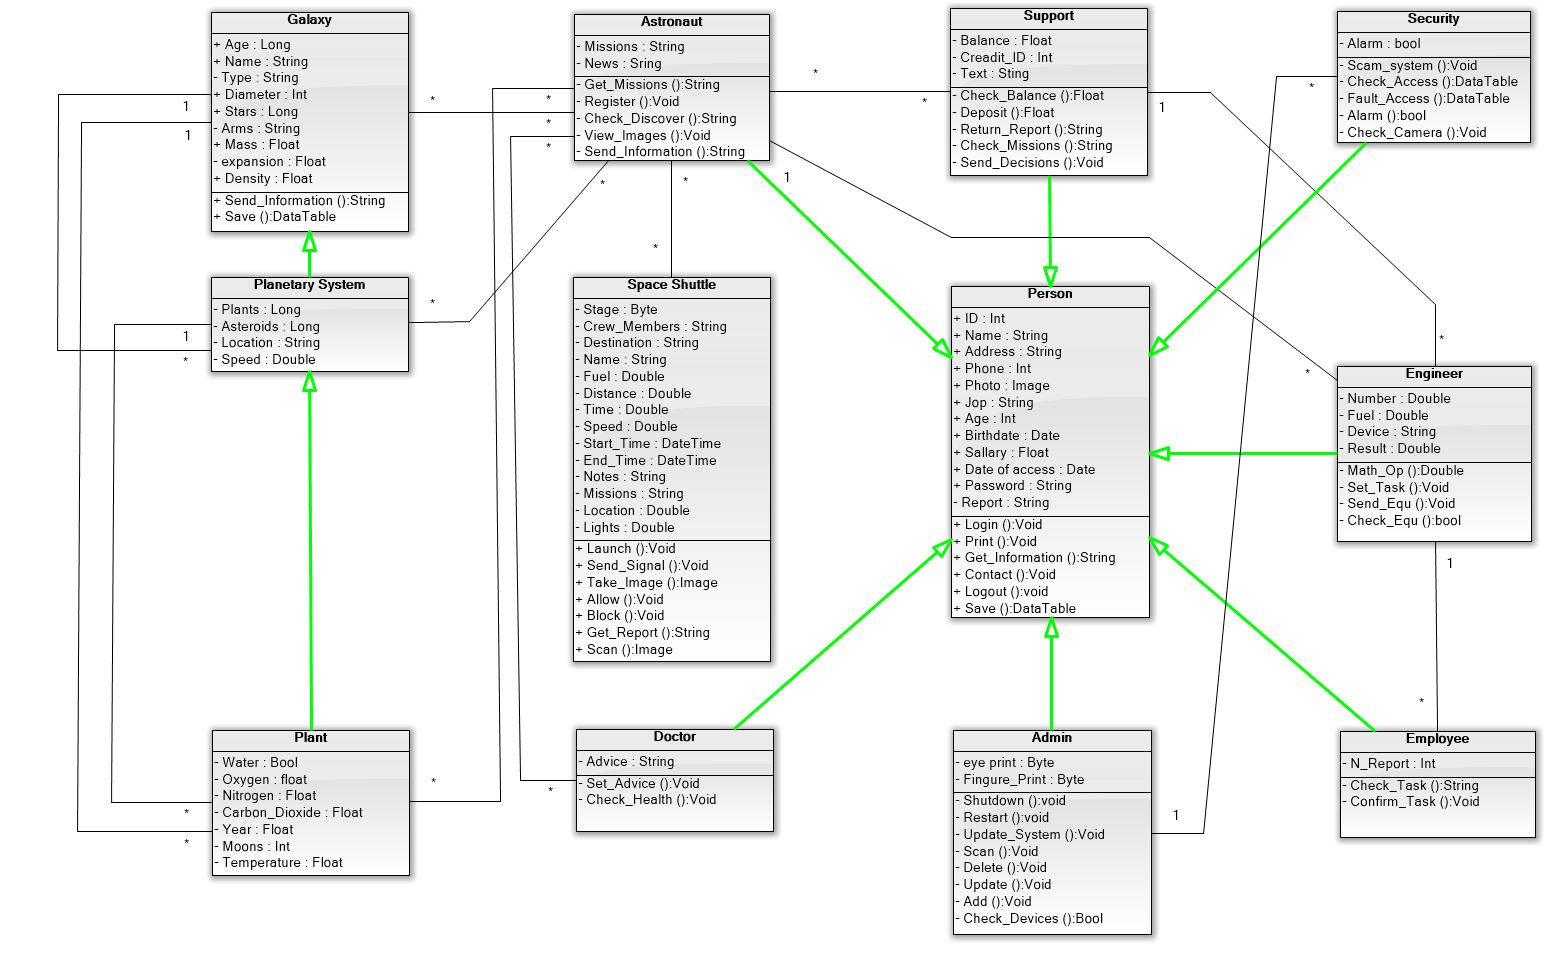 Galaxy
+ Age : Long
+ Name : String
- Type : String
+ Diameter : Int
+ Stars : Long
- Arms : String
+ Mass : Float
- expansion : Float
+ Density : Float
+ Send_Information ():String
+ Save ():DataTable
Astronaut
- Missions : String
- News : Sring
- Get_Missions ():String
- Register ():Void
- Check_Discover ():String
- View_Images ():Void
- Send_Information ():String
Support
- Balance : Float
- Creadit_ID : Int
- Text : Sting
- Check_Balance ():Float
- Deposit ():Float
- Return_Report ():String
- Check_Missions ():String
- Send_Decisions ():Void
Security
- Alarm : bool
- Scam_system ():Void
- Check_Access ():DataTable
- Fault_Access ():DataTable
- Alarm ():bool
- Check_Camera ():Void
1
1
*
*
*
*
*
*
1
*
*
*
1
*
Planetary System
- Plants : Long
- Asteroids : Long
- Location : String
- Speed : Double
1
*
*
*
Space Shuttle
- Stage : Byte
- Crew_Members : String
- Destination : String
- Name : String
- Fuel : Double
- Distance : Double
- Time : Double
- Speed : Double
- Start_Time : DateTime
- End_Time : DateTime
- Notes : String
- Missions : String
- Location : Double
- Lights : Double
+ Launch ():Void
+ Send_Signal ():Void
+ Take_Image ():Image
+ Allow ():Void
+ Block ():Void
+ Get_Report ():String
+ Scan ():Image
Person
+ ID : Int
+ Name : String
+ Address : String
+ Phone : Int
+ Photo : Image
+ Jop : String
+ Age : Int
+ Birthdate : Date
+ Sallary : Float
+ Date of access : Date
+ Password : String
- Report : String
+ Login ():Void
+ Print ():Void
+ Get_Information ():String
+ Contact ():Void
+ Logout ():void
+ Save ():DataTable
*
*
Engineer
- Number : Double
- Fuel : Double
- Device : String
- Result : Double
- Math_Op ():Double
- Set_Task ():Void
- Send_Equ ():Void
- Check_Equ ():bool
1
*
Plant
- Water : Bool
- Oxygen : float
- Nitrogen : Float
- Carbon_Dioxide : Float
- Year : Float
- Moons : Int
- Temperature : Float
*
*
*
*
Doctor
- Advice : String
- Set_Advice ():Void
- Check_Health ():Void
Admin
- eye print : Byte
- Fingure_Print : Byte
- Shutdown ():void
- Restart ():void
- Update_System ():Void
- Scan ():Void
- Delete ():Void
- Update ():Void
- Add ():Void
- Check_Devices ():Bool
1
Employee
- N_Report : Int
- Check_Task ():String
- Confirm_Task ():Void